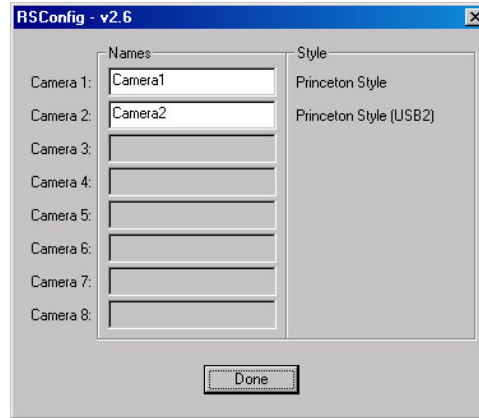 RSConfig - v2.6
Names Style
Camera 1: Camera1 Princeton Style
Camera 2: Camera2 Princeton Style (USB2)
Camera 3:
Camera 4:
Camera 5:
Camera 6:
Camera 7:
Camera 8:
Done